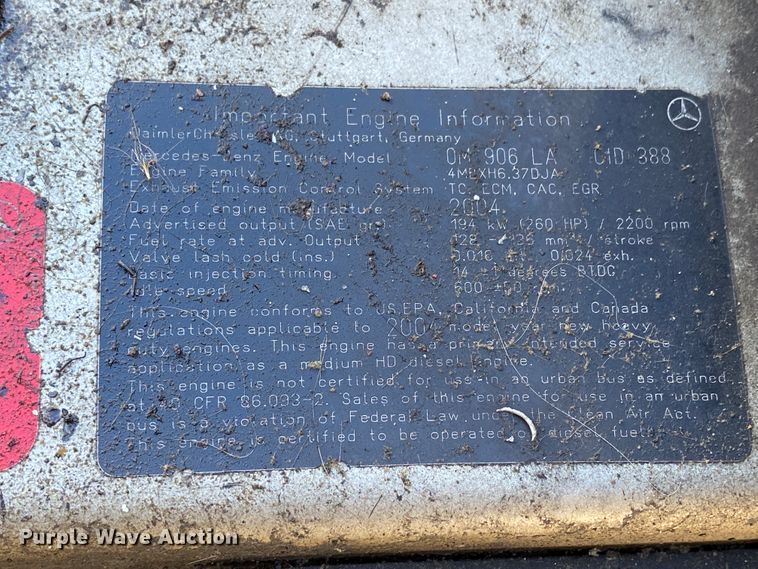 Important Engine Information
DaimlerChrysler AG, Stuttgart, Germany
Mercedes-Benz Engine, Model OM 906 LA CID 388
Engine Family 4MBXH6.37DJA
Exhaust Emission Control System TC, ECM, CAC, EGR
Date of engine manufacture 2004
Advertised output (SAE gr.) 194 kW (260 HP) / 2200 rpm
Fuel rate at adv. Output 128 mm³ / stroke
Valve lash cold (ins.) 0.016 0.024 exh.
Basic injection timing 14 ±1 degrees BTDC
Idle speed 600 ±50
This engine conforms to US EPA, California and Canada
regulations applicable to 2004 model year new heavy
duty engines. This engine has a primary intended service
application as a medium HD diesel engine.
This engine is not certified for use in an urban bus as defined
at 40 CFR 86.093-2. Sales of this engine for use in an urban
bus is a violation of Federal Law under the Clean Air Act.
This engine is certified to be operated on diesel fuel.
Purple Wave Auction